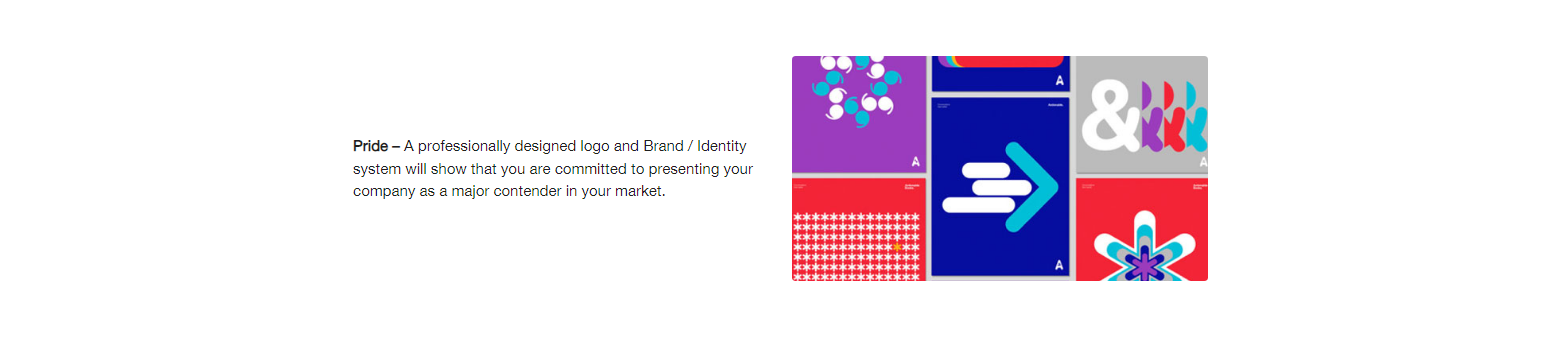 Pride – A professionally designed logo and Brand / Identity
system will show that you are committed to presenting your
company as a major contender in your market.
A
A
&
A
A